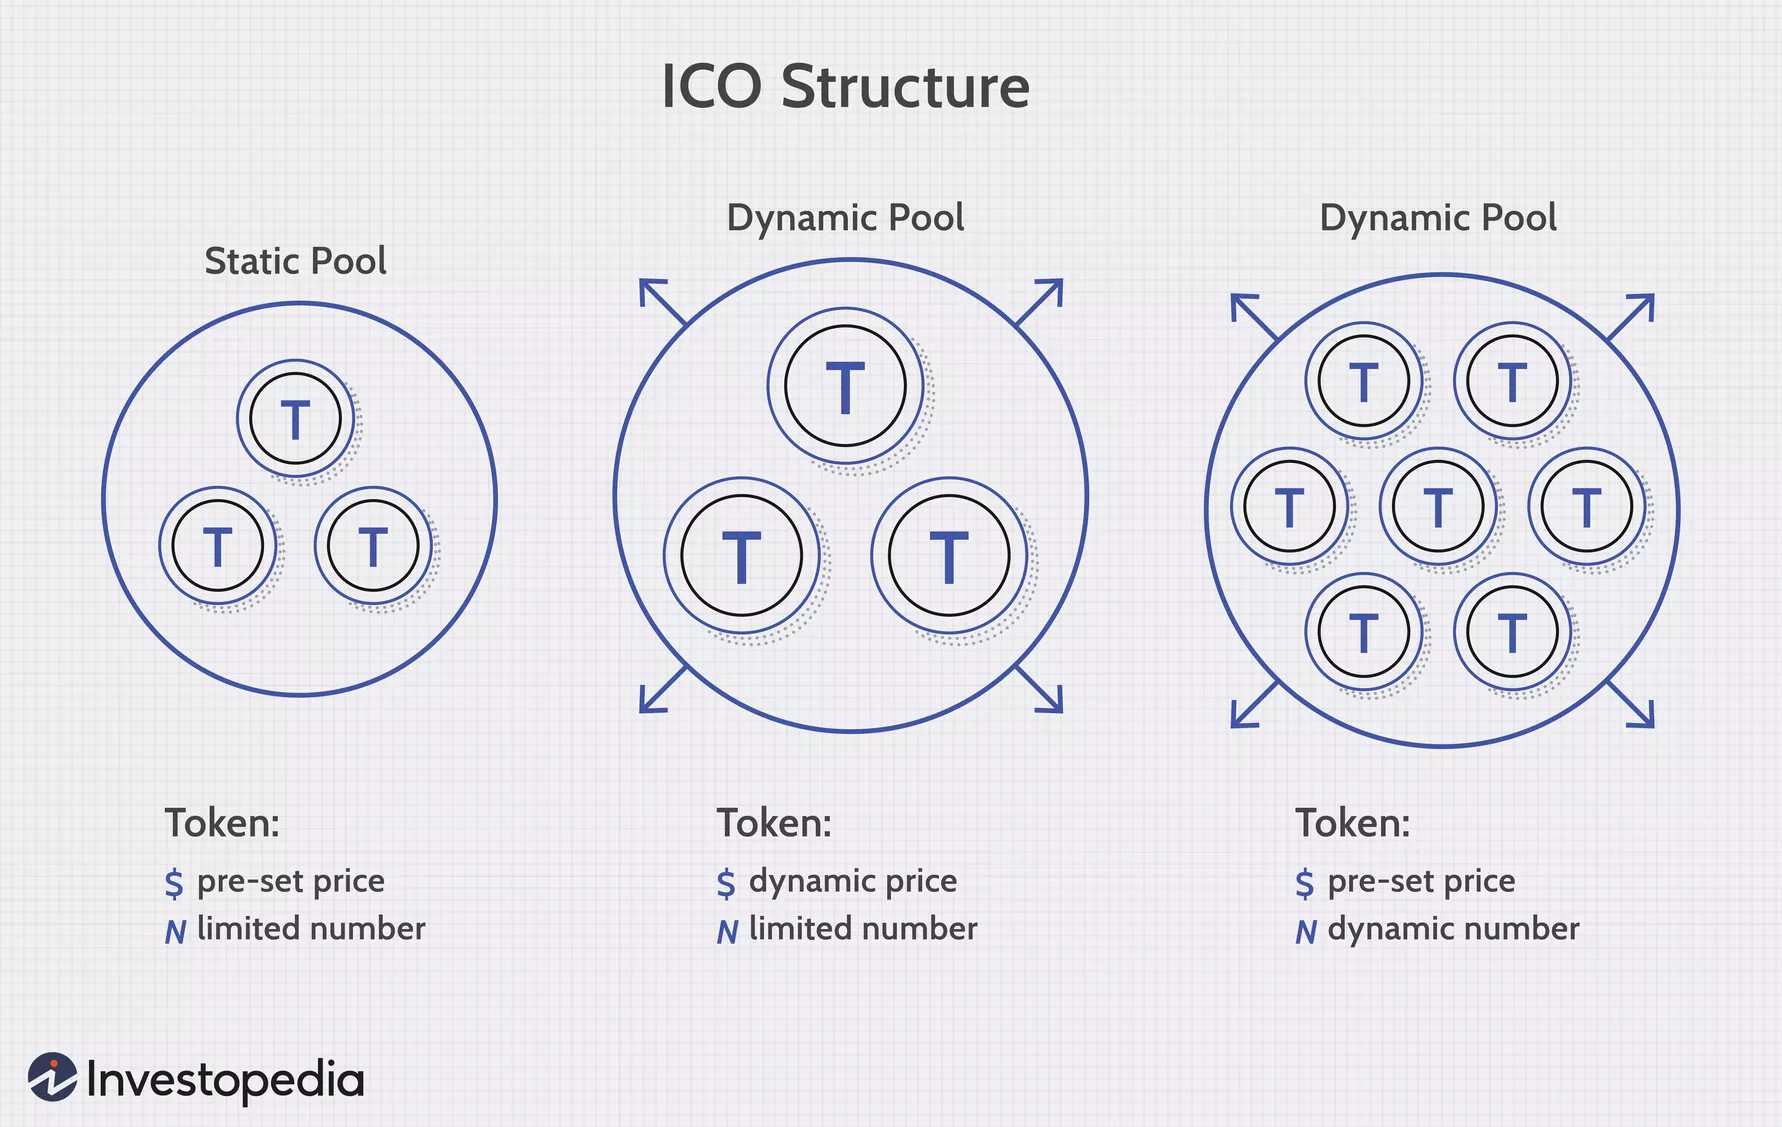 ICO Structure
Static Pool
Dynamic Pool
Dynamic Pool
T
T
T
T
T
T
T
T
T
T
T
T
T
Token:
$ pre-set price
N limited number
Token:
$ dynamic price
N limited number
Token:
$ pre-set price
N dynamic number
Investopedia